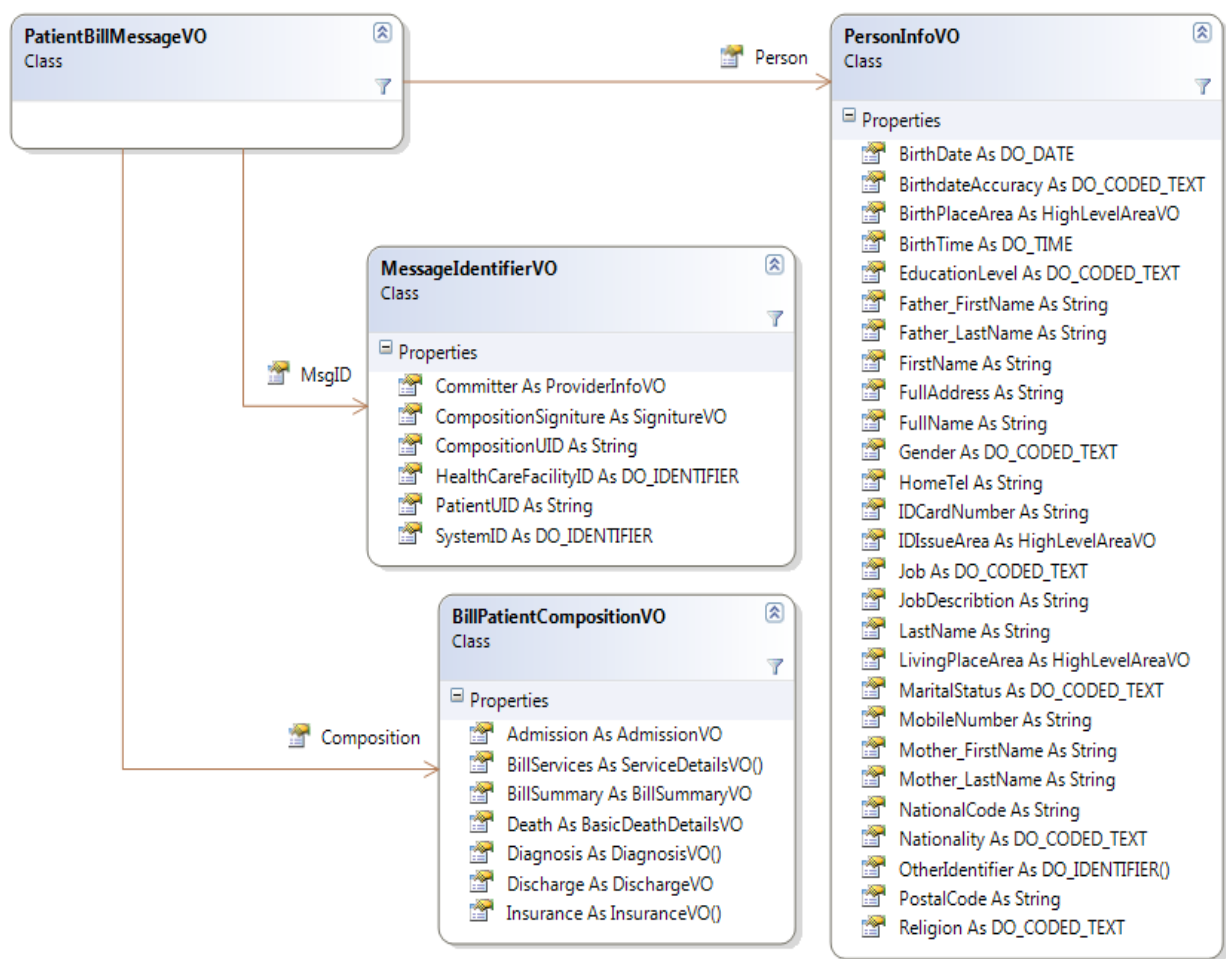 PatientBillMessageVO
Class
Person
PersonInfoVO
Class
Properties
BirthDate As DO_DATE
BirthdateAccuracy As DO_CODED_TEXT
BirthPlaceArea As HighLevelAreaVO
BirthTime As DO_TIME
EducationLevel As DO_CODED_TEXT
Father_FirstName As String
Father_LastName As String
FirstName As String
FullAddress As String
FullName As String
Gender As DO_CODED_TEXT
HomeTel As String
IDCardNumber As String
IDIssueArea As HighLevelAreaVO
Job As DO_CODED_TEXT
JobDescribtion As String
LastName As String
LivingPlaceArea As HighLevelAreaVO
MaritalStatus As DO_CODED_TEXT
MobileNumber As String
Mother_FirstName As String
Mother_LastName As String
NationalCode As String
Nationality As DO_CODED_TEXT
OtherIdentifier As DO_IDENTIFIER()
PostalCode As String
Religion As DO_CODED_TEXT
MsgID
MessageIdentifierVO
Class
Properties
Committer As ProviderInfoVO
CompositionSigniture As SignitureVO
CompositionUID As String
HealthCareFacilityID As DO_IDENTIFIER
PatientUID As String
SystemID As DO_IDENTIFIER
Composition
BillPatientCompositionVO
Class
Properties
Admission As AdmissionVO
BillServices As ServiceDetailsVO()
BillSummary As BillSummaryVO
Death As BasicDeathDetailsVO
Diagnosis As DiagnosisVO()
Discharge As DischargeVO
Insurance As InsuranceVO()